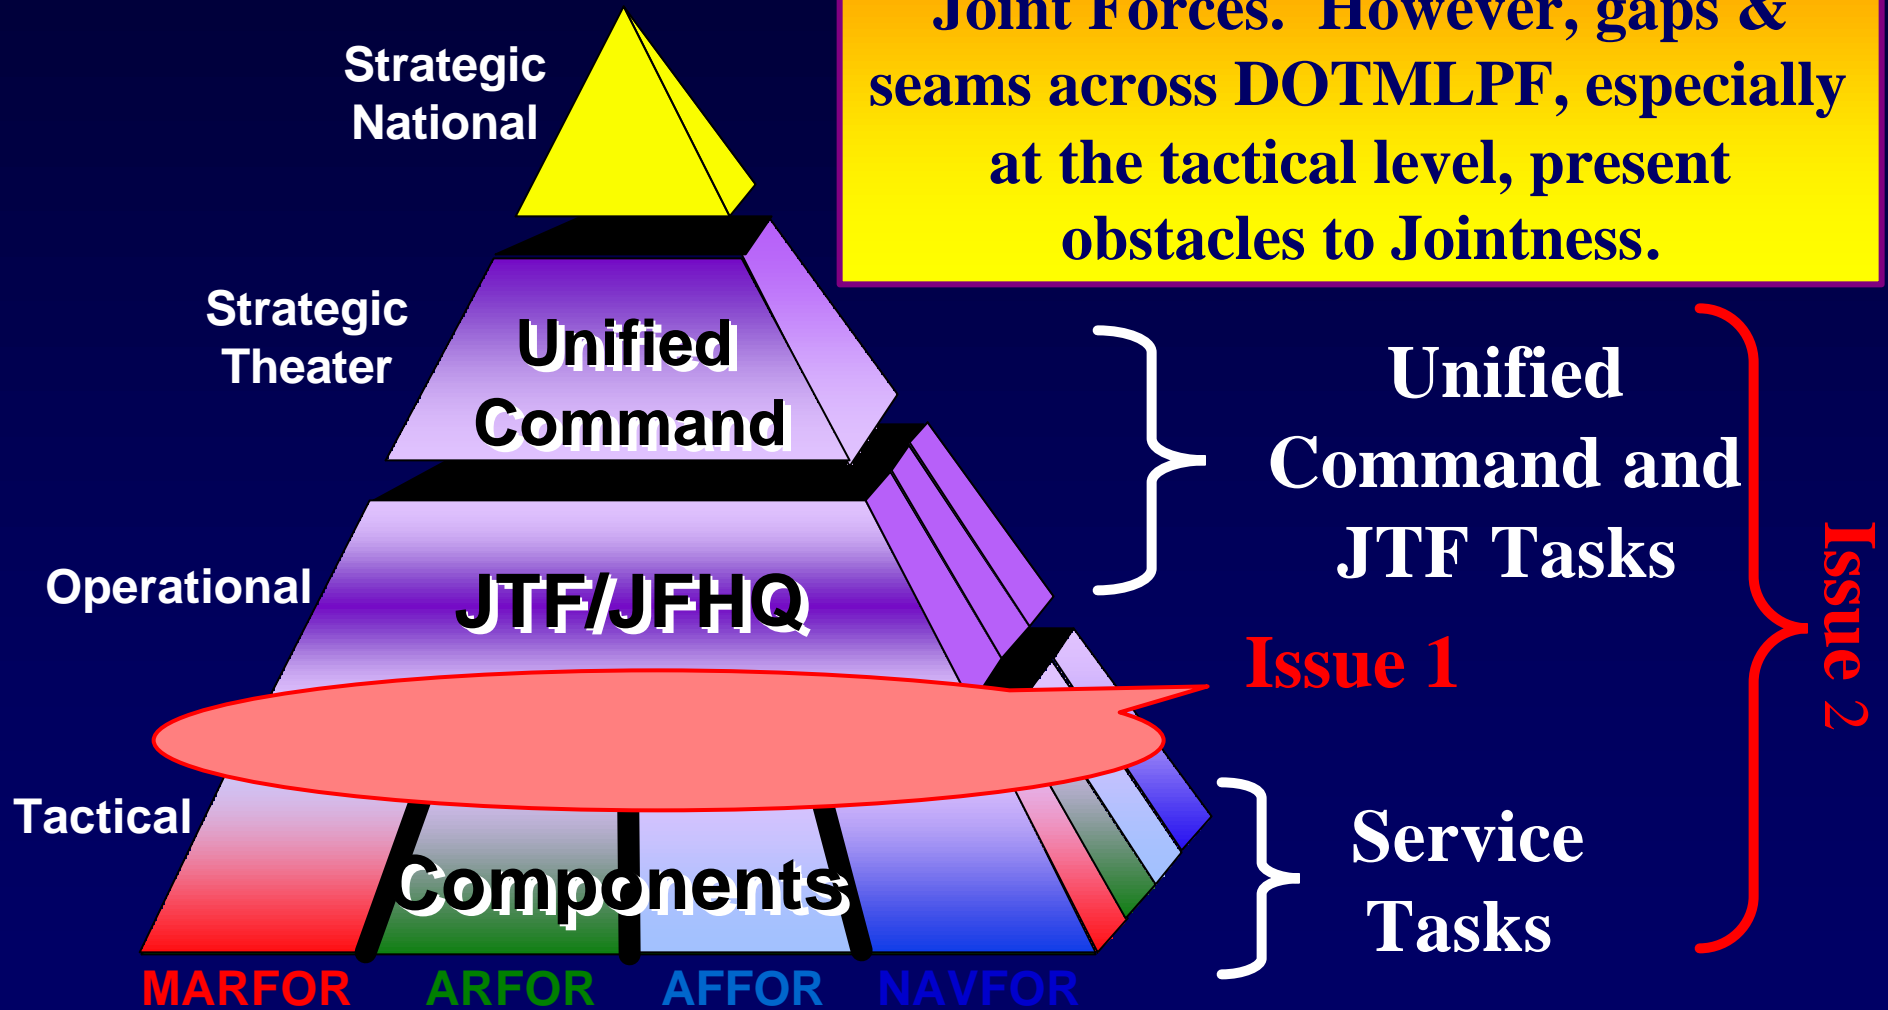 Joint Forces. However, gaps &
seams across DOTMLPF, especially
at the tactical level, present
obstacles to Jointness.
Strategic
National
Strategic
Theater
Unified
Command
Unified
Command and
JTF Tasks
Issue 2
Operational
JTF/JFHQ
Issue 1
Tactical
Components
Service
Tasks
MARFOR
ARFOR
AFFOR
NAVFOR